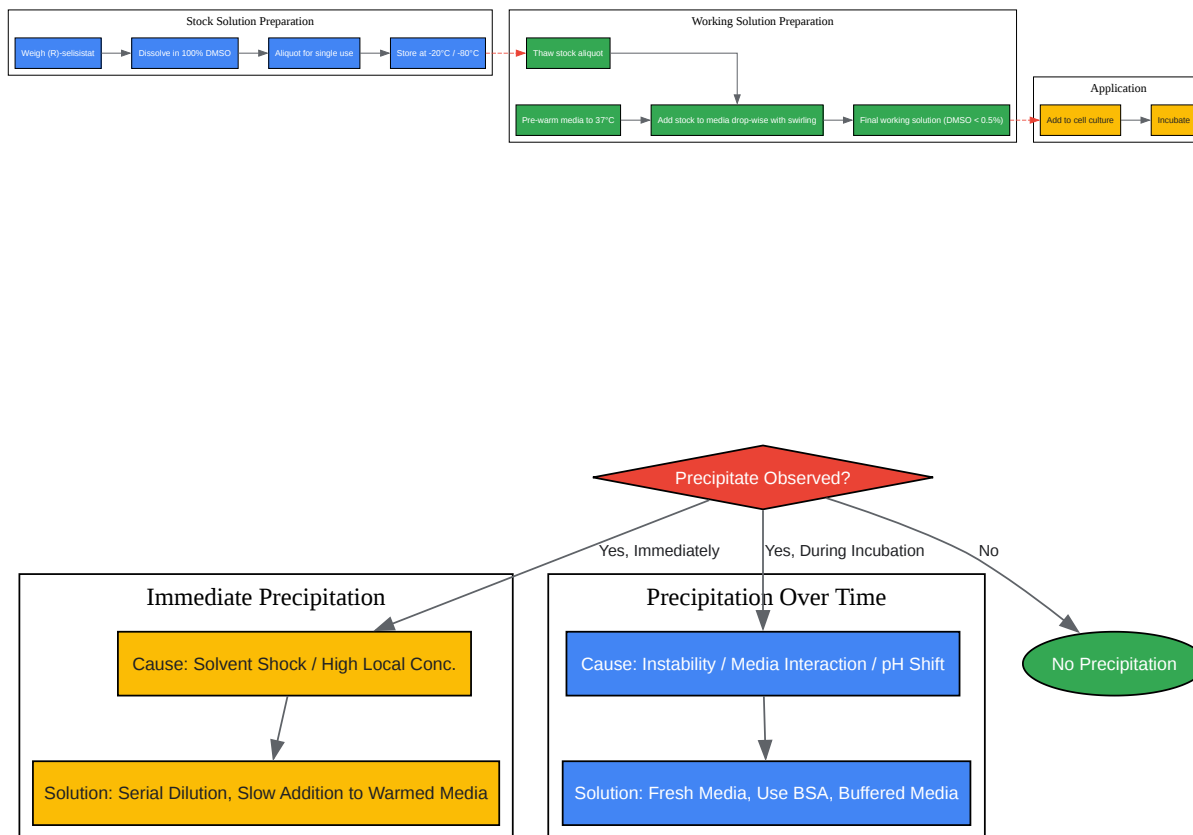 Stock Solution Preparation
Weigh (R)-selisistat
Dissolve in 100% DMSO
Aliquot for single use
Store at -20°C / -80°C
Working Solution Preparation
Thaw stock aliquot
Pre-warm media to 37°C
Add stock to media drop-wise with swirling
Final working solution (DMSO < 0.5%)
Application
Add to cell culture
Incubate
Precipitate Observed?
Yes, Immediately
Yes, During Incubation
No
Immediate Precipitation
Cause: Solvent Shock / High Local Conc.
Solution: Serial Dilution, Slow Addition to Warmed Media
Precipitation Over Time
Cause: Instability / Media Interaction / pH Shift
Solution: Fresh Media, Use BSA, Buffered Media
No Precipitation